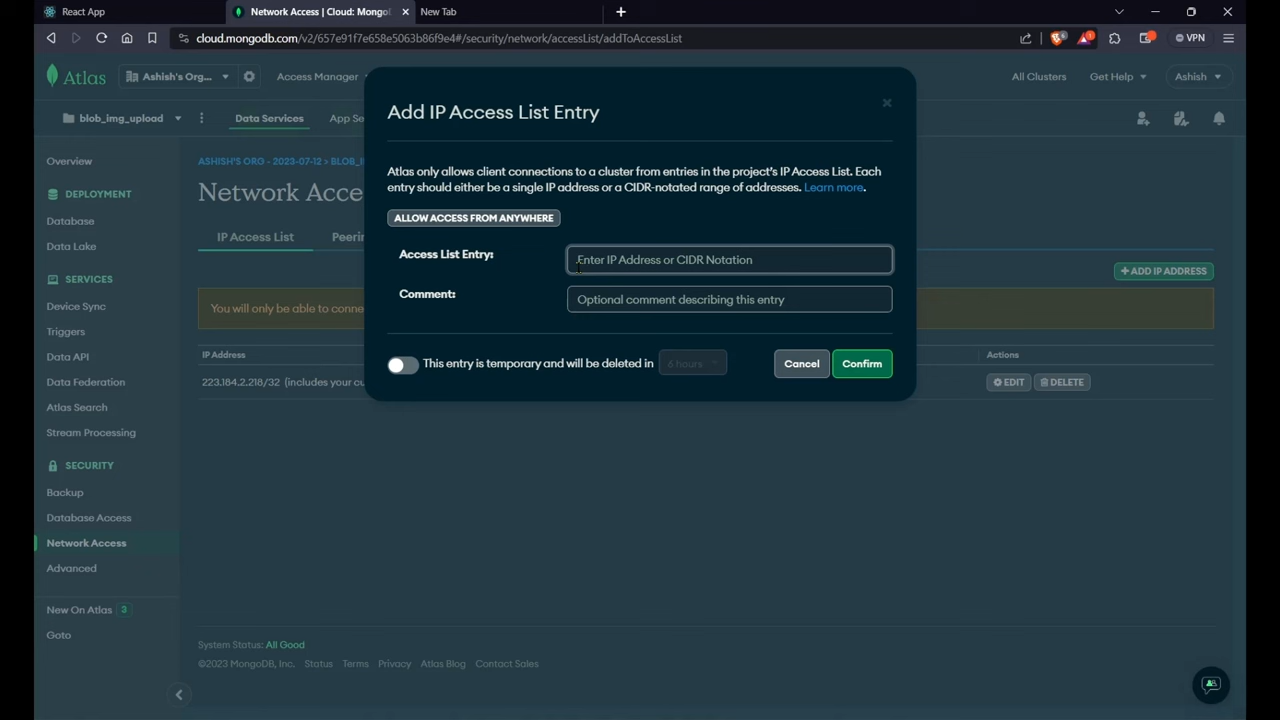 React App
Network Access | Cloud: Mongo
New Tab
cloud.mongodb.com/v2/657e91f7e658e5063b86f9e4#/security/network/accessList/addToAccessList
VPN
Atlas
Ashish's Org...
Access Manager
All Clusters
Get Help
Ashish
blob_img_upload
Data Services
App Se
Add IP Access List Entry
Overview
ASHISH'S ORG - 2023-07-12 > BLOB_I
DEPLOYMENT
Network Acce
Database
Data Lake
IP Access List
Peerin
Atlas only allows client connections to a cluster from entries in the project's IP Access List. Each
entry should either be a single IP address or a CIDR-notated range of addresses. Learn more.
ALLOW ACCESS FROM ANYWHERE
Access List Entry:
Enter IP Address or CIDR Notation
+ ADD IP ADDRESS
Comment:
Optional comment describing this entry
SERVICES
Device Sync
You will only be able to conne
Triggers
Data API
IP Address
Actions
This entry is temporary and will be deleted in
6 hours
Cancel
Confirm
Data Federation
223.184.2.218/32 (includes your cu
EDIT
DELETE
Atlas Search
Stream Processing
SECURITY
Backup
Database Access
Network Access
Advanced
New On Atlas 3
Goto
System Status: All Good
©2023 MongoDB, Inc. Status Terms Privacy Atlas Blog Contact Sales